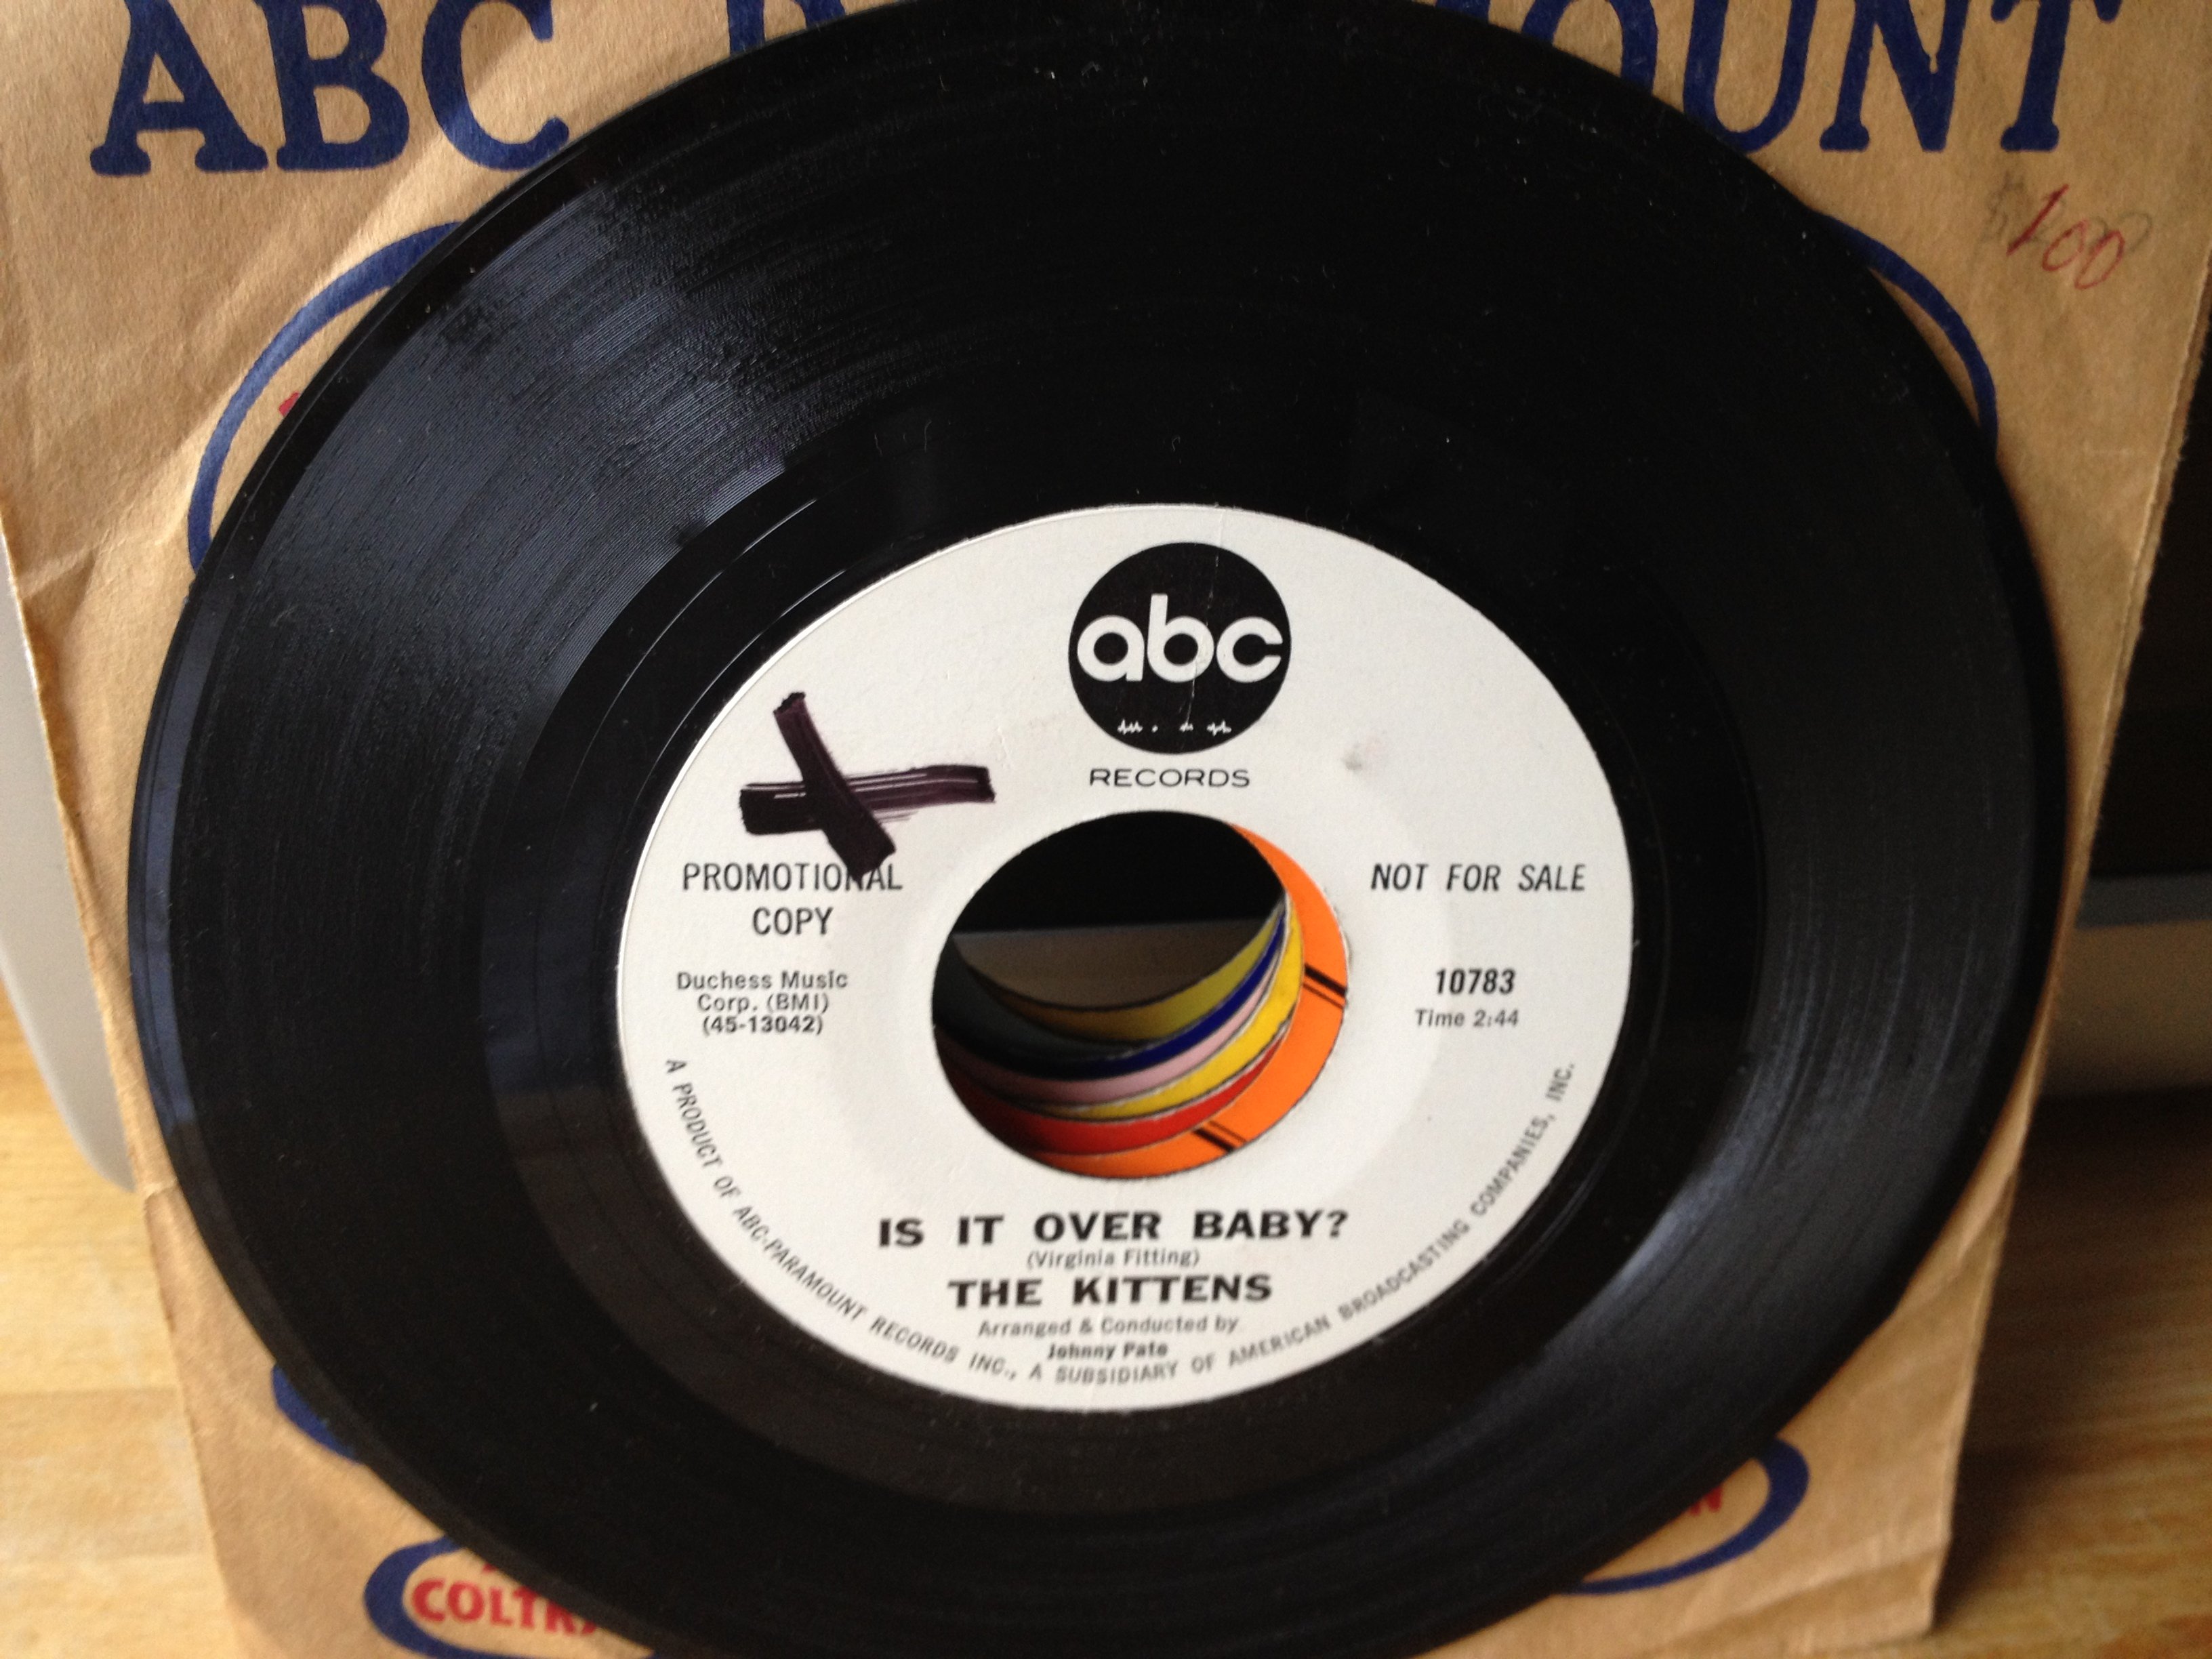 ABC
OUNT
$100
abc
RECORDS
PROMOTIONAL
COPY
NOT FOR SALE
Duchess Music
Corp. (BMI)
(45-13042)
10783
Time 2:44
IS IT OVER BABY?
(Virginia Fitting)
THE KITTENS
Arranged & Conducted by
Johnny Pate
A PRODUCT OF ABC-PARAMOUNT RECORDS INC., A SUBSIDIARY OF AMERICAN BROADCASTING COMPANIES, INC.
COLTR